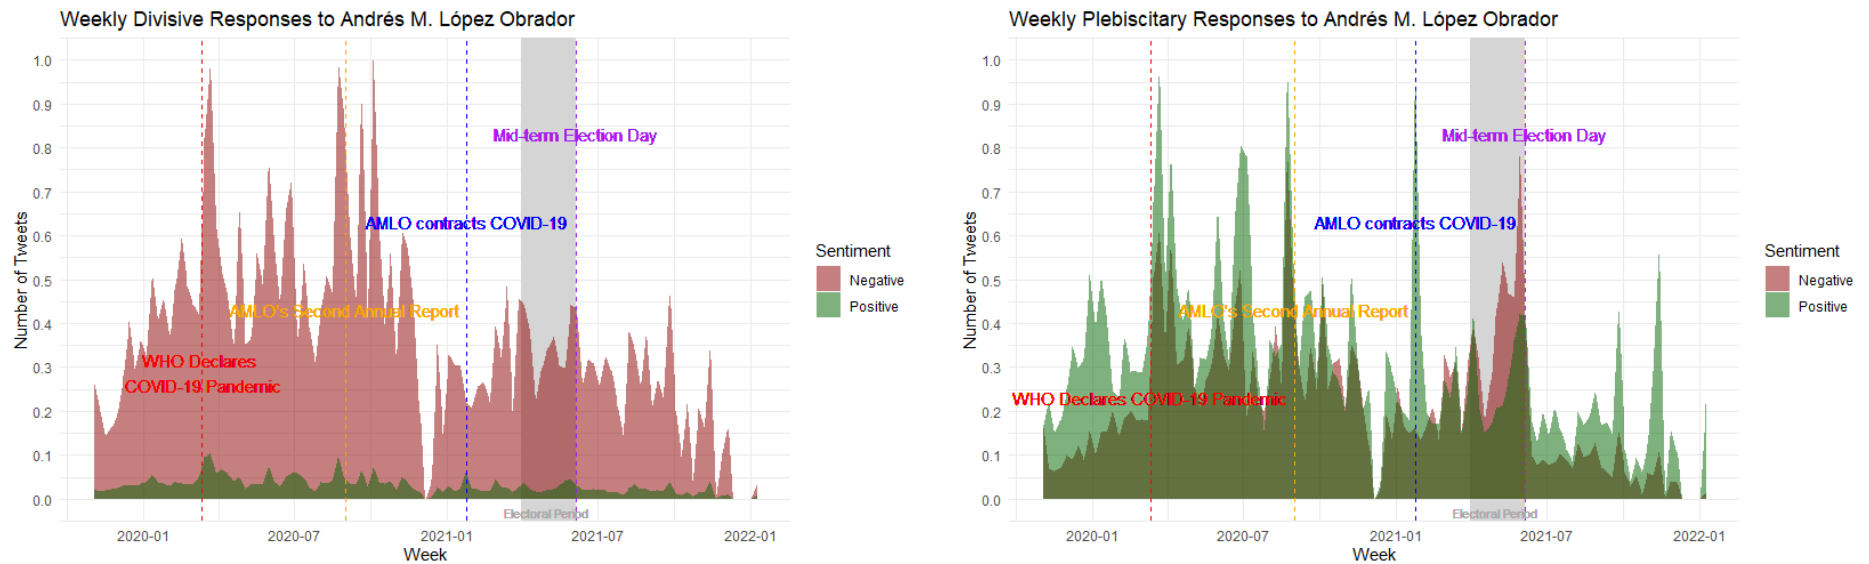 Weekly Divisive Responses to Andrés M. López Obrador
Number of Tweets
1.0
0.9
0.8
0.7
0.6
0.5
0.4
0.3
0.2
0.1
0.0
Mid-term Election Day
AMLO contracts COVID-19
AMLO's Second Annual Report
WHO Declares
COVID-19 Pandemic
Electoral Period
2020-01
2020-07
2021-01
2021-07
2022-01
Week
Sentiment
Negative
Positive
Weekly Plebiscitary Responses to Andrés M. López Obrador
Number of Tweets
1.0
0.9
0.8
0.7
0.6
0.5
0.4
0.3
0.2
0.1
0.0
Mid-term Election Day
AMLO contracts COVID-19
AMLO's Second Annual Report
WHO Declares COVID-19 Pandemic
Electoral Period
2020-01
2020-07
2021-01
2021-07
2022-01
Week
Sentiment
Negative
Positive